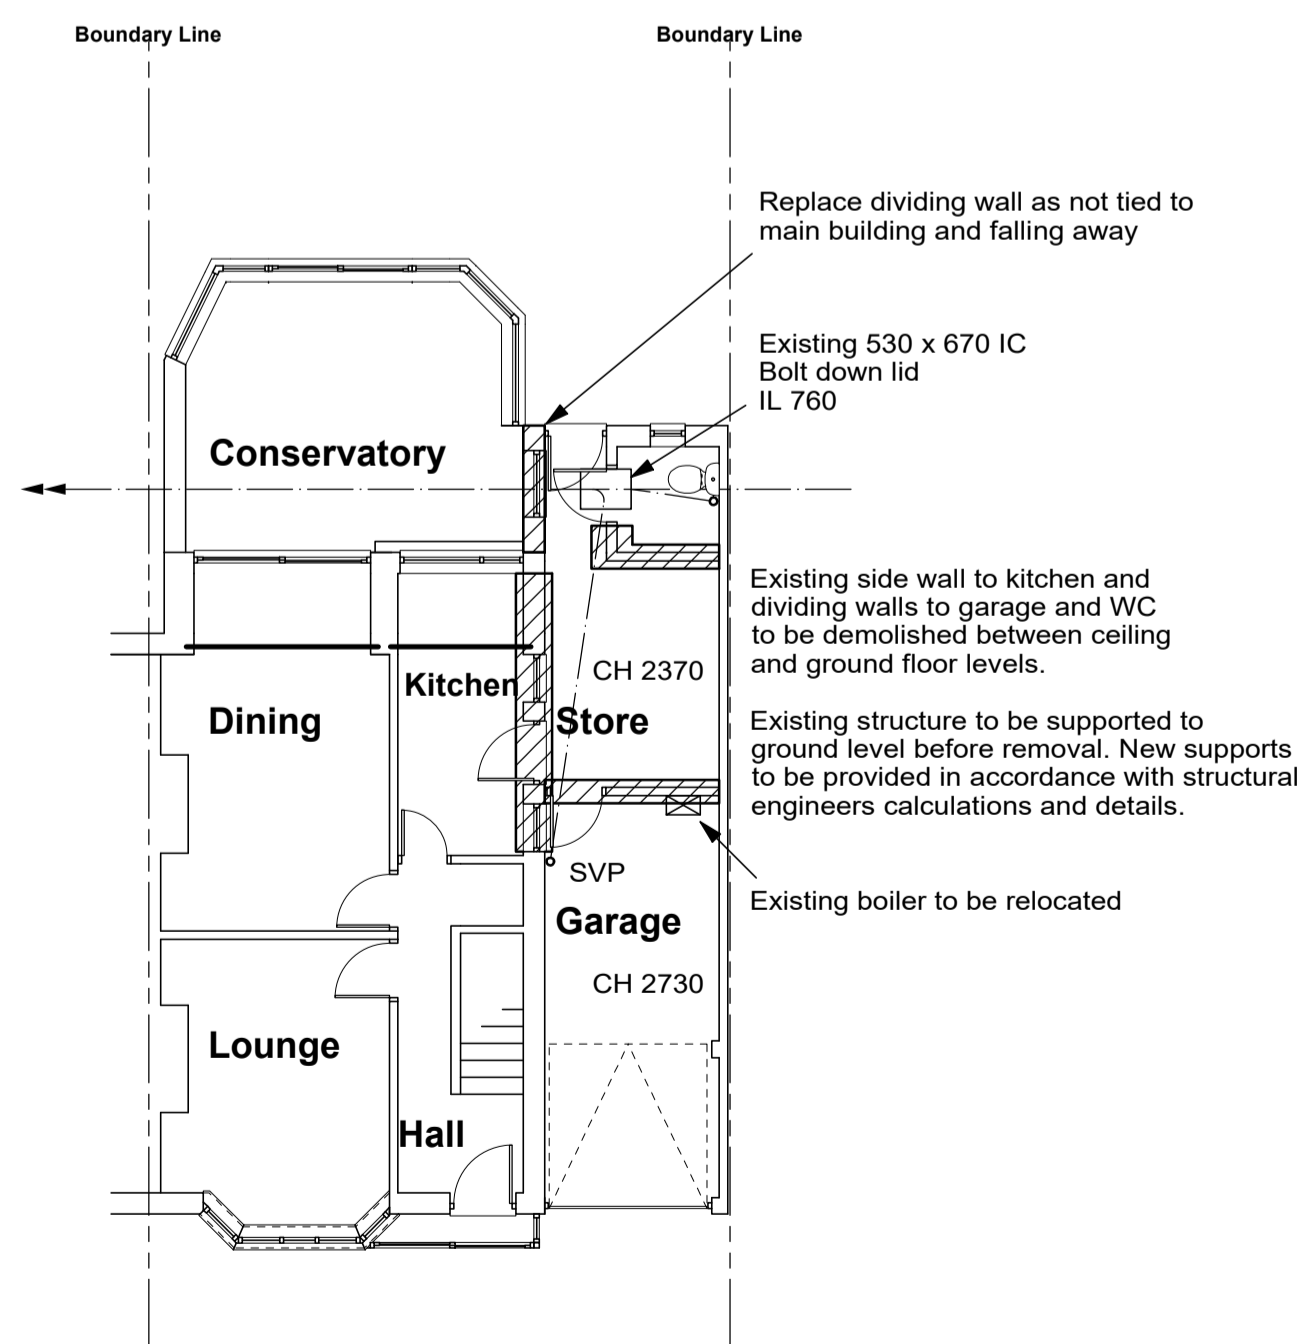 Boundary Line
Boundary Line
Replace dividing wall as not tied to
main building and falling away
Existing 530 x 670 IC
Bolt down lid
IL 760
Conservatory
Existing side wall to kitchen and
dividing walls to garage and WC
to be demolished between ceiling
and ground floor levels.
CH 2370
Kitchen
Dining
Store
Existing structure to be supported to
ground level before removal. New supports
to be provided in accordance with structural
engineers calculations and details.
SVP
Existing boiler to be relocated
Garage
CH 2730
Lounge
Hall